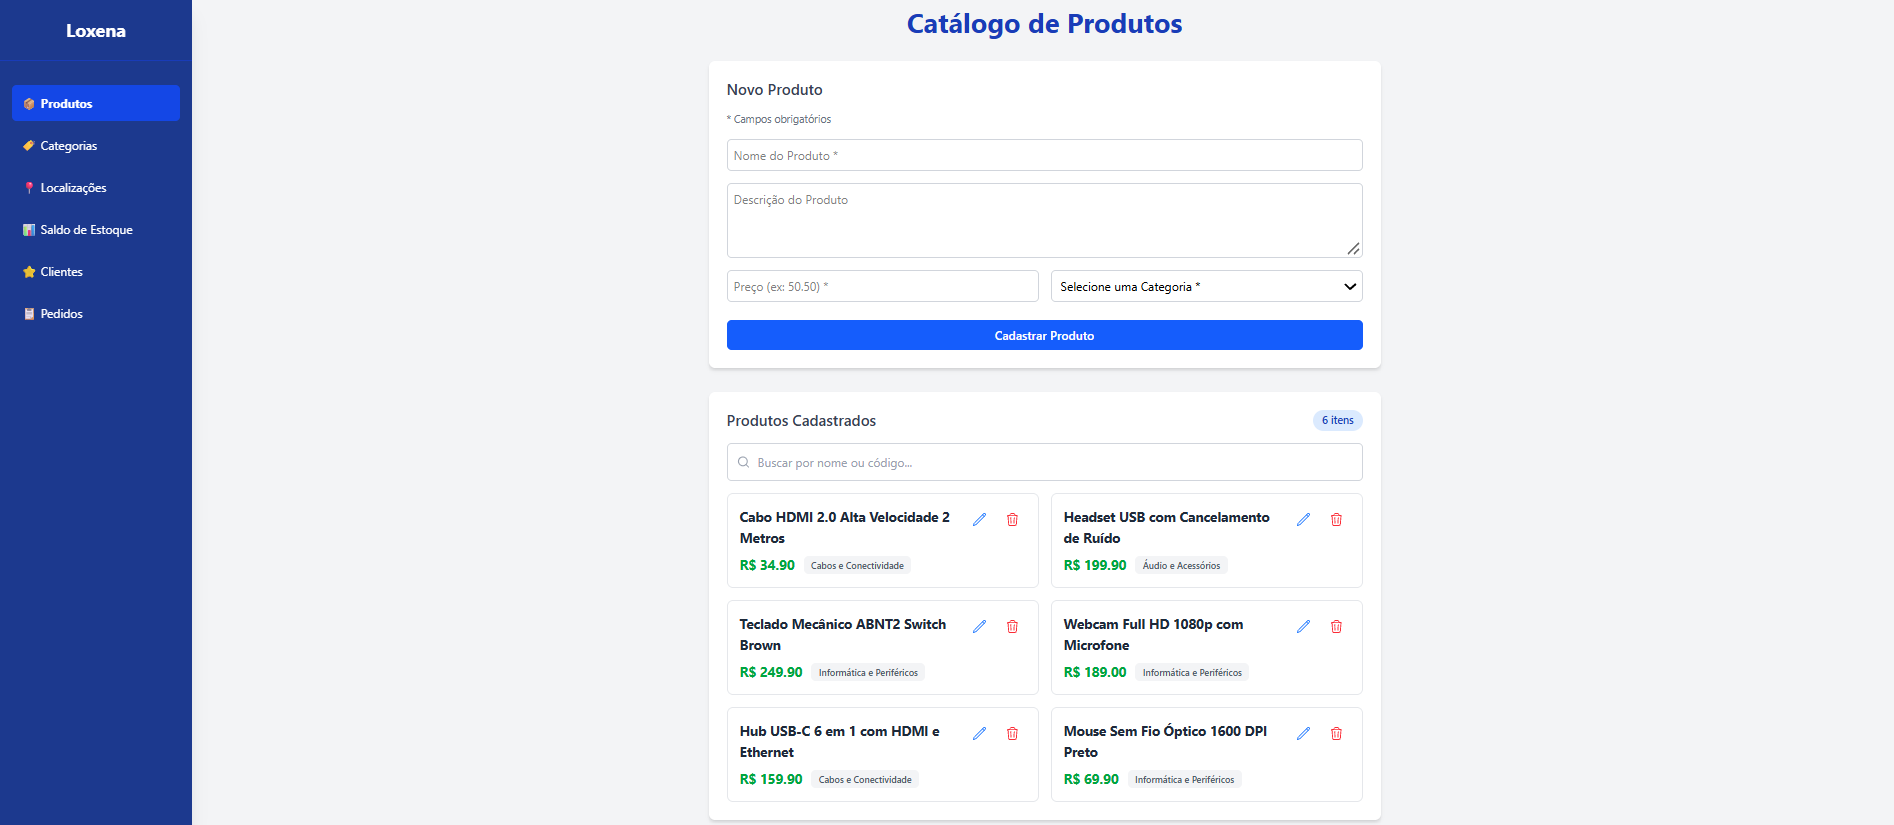 Loxena
Produtos
Categorias
Localizações
Saldo de Estoque
Clientes
Pedidos
Catálogo de Produtos
Novo Produto
* Campos obrigatórios
Nome do Produto *
Descrição do Produto
Preço (ex: 50.50) *
Selecione uma Categoria *
Cadastrar Produto
Produtos Cadastrados
6 itens
Buscar por nome ou código...
Cabo HDMI 2.0 Alta Velocidade 2
Metros
R$ 34.90
Cabos e Conectividade
Headset USB com Cancelamento
de Ruído
R$ 199.90
Áudio e Acessórios
Teclado Mecânico ABNT2 Switch
Brown
R$ 249.90
Informática e Periféricos
Webcam Full HD 1080p com
Microfone
R$ 189.00
Informática e Periféricos
Hub USB-C 6 em 1 com HDMI e
Ethernet
R$ 159.90
Cabos e Conectividade
Mouse Sem Fio Óptico 1600 DPI
Preto
R$ 69.90
Informática e Periféricos